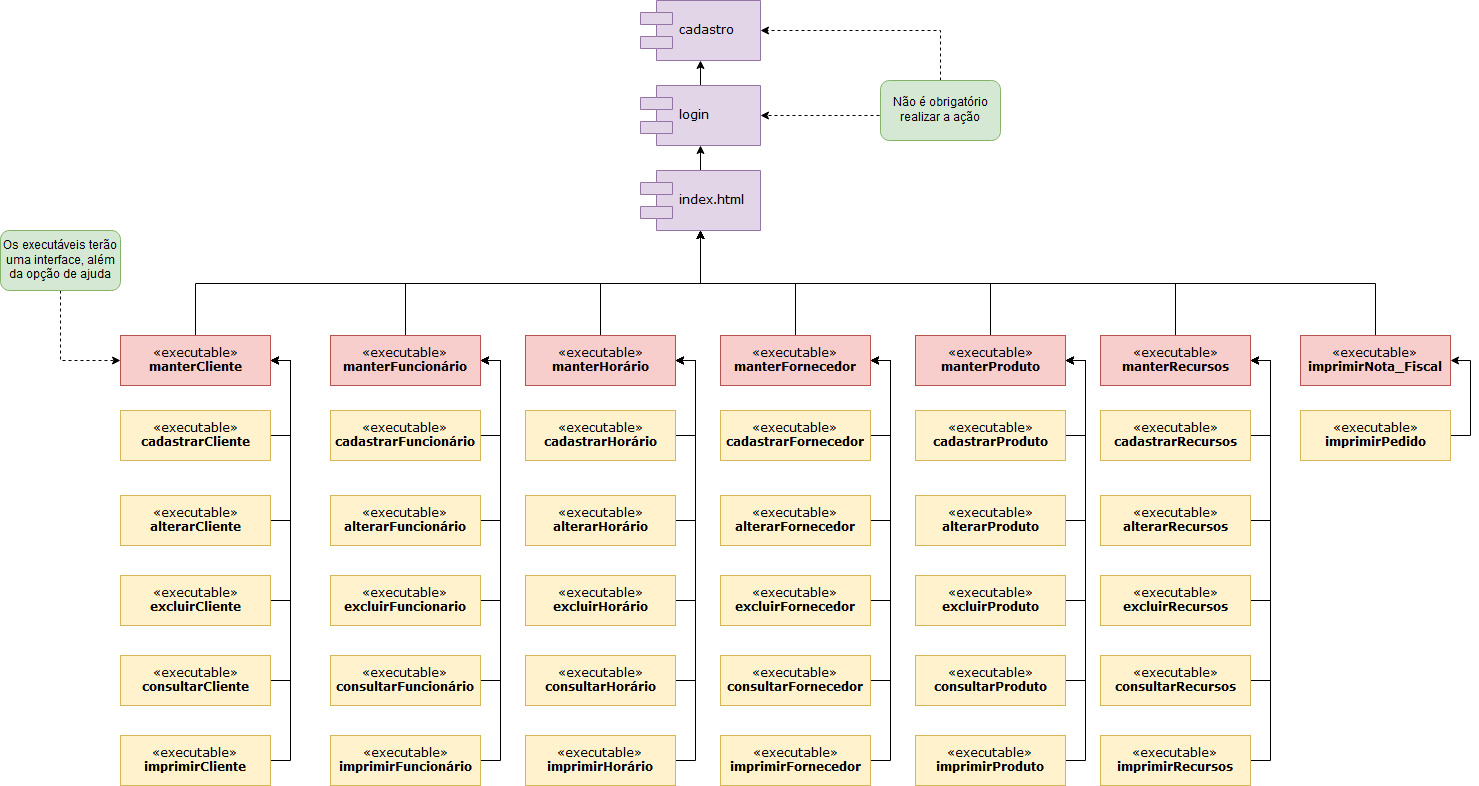 cadastro
Não é obrigatório
realizar a ação
login
index.html
Os executáveis terão
uma interface, além
da opção de ajuda
«executable»
manterCliente
«executable»
manterFuncionário
«executable»
manterHorário
«executable»
manterFornecedor
«executable»
manterProduto
«executable»
manterRecursos
«executable»
imprimirNota_Fiscal
«executable»
cadastrarCliente
«executable»
cadastrarFuncionário
«executable»
cadastrarHorário
«executable»
cadastrarFornecedor
«executable»
cadastrarProduto
«executable»
cadastrarRecursos
«executable»
imprimirPedido
«executable»
alterarCliente
«executable»
alterarFuncionário
«executable»
alterarHorário
«executable»
alterarFornecedor
«executable»
alterarProduto
«executable»
alterarRecursos
«executable»
excluirCliente
«executable»
excluirFuncionario
«executable»
excluirHorário
«executable»
excluirFornecedor
«executable»
excluirProduto
«executable»
excluirRecursos
«executable»
consultarCliente
«executable»
consultarFuncionário
«executable»
consultarHorário
«executable»
consultarFornecedor
«executable»
consultarProduto
«executable»
consultarRecursos
«executable»
imprimirCliente
«executable»
imprimirFuncionário
«executable»
imprimirHorário
«executable»
imprimirFornecedor
«executable»
imprimirProduto
«executable»
imprimirRecursos